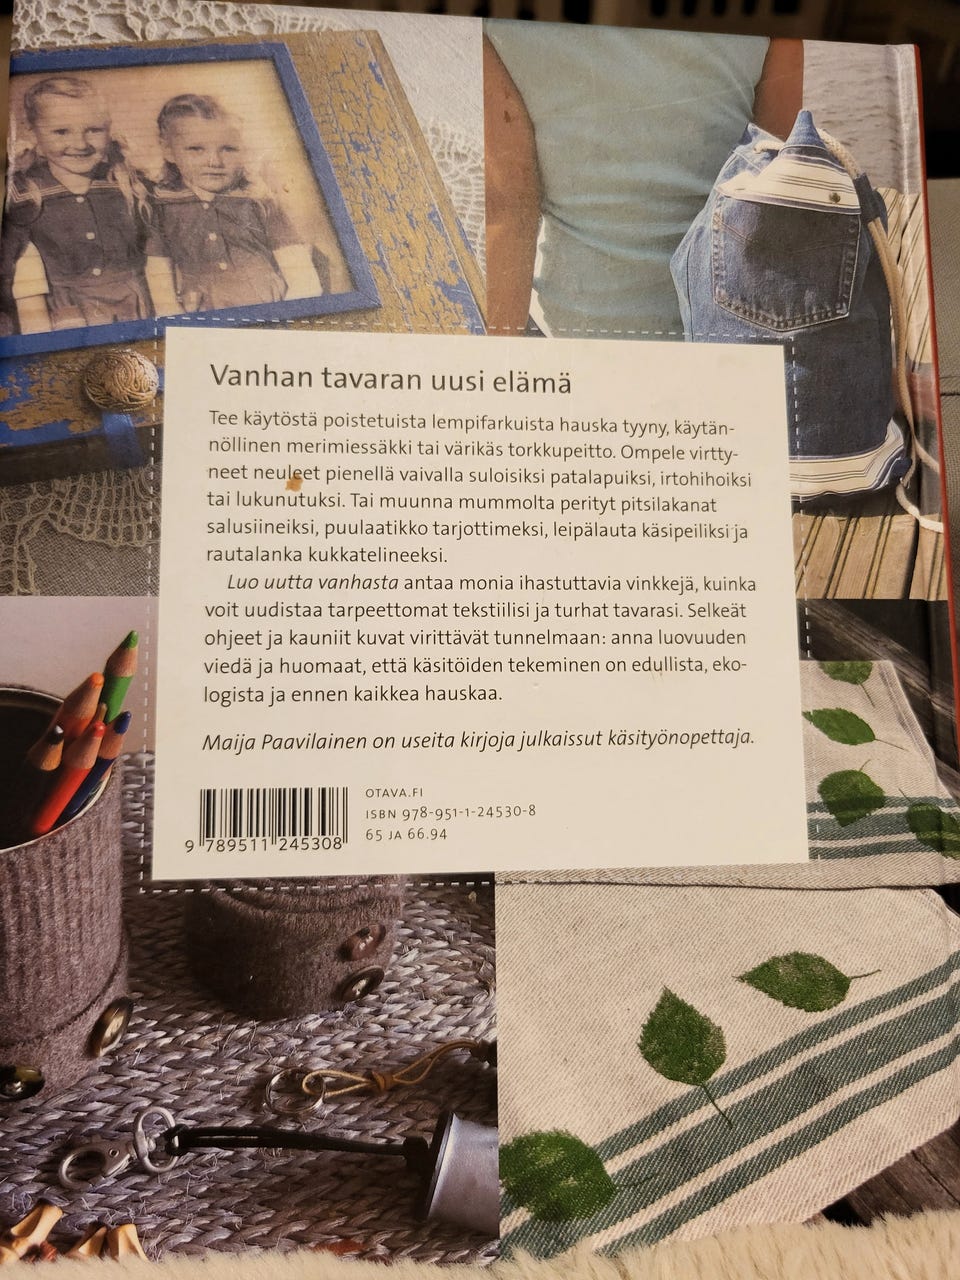 Vanhan tavaran uusi elämä
Tee käytöstä poistetuista lempifarkuista hauska tyyny, käytän-
nöllinen merimiessäkki tai värikäs torkkupeitto. Ompele virtty-
neet neuleet pienellä vaivalla suloisiksi patalapuiksi, irtohihoiksi
tai lukunutuksi. Tai muunna mummolta perityt pitsilakanat
salusiineiksi, puulaatikko tarjottimeksi, leipälauta käsipeiliksi ja
rautalanka kukkatelineeksi.
Luo uutta vanhasta antaa monia ihastuttavia vinkkejä, kuinka
voit uudistaa tarpeettomat tekstiilisi ja turhat tavarasi. Selkeät
ohjeet ja kauniit kuvat virittävät tunnelmaan: anna luovuuden
viedä ja huomaat, että käsitöiden tekeminen on edullista, eko-
logista ja ennen kaikkea hauskaa.
Maija Paavilainen on useita kirjoja julkaissut käsityönopettaja.
OTAVA.FI
ISBN 978-951-1-24530-8
65 JA 66.94
9 789511 245308